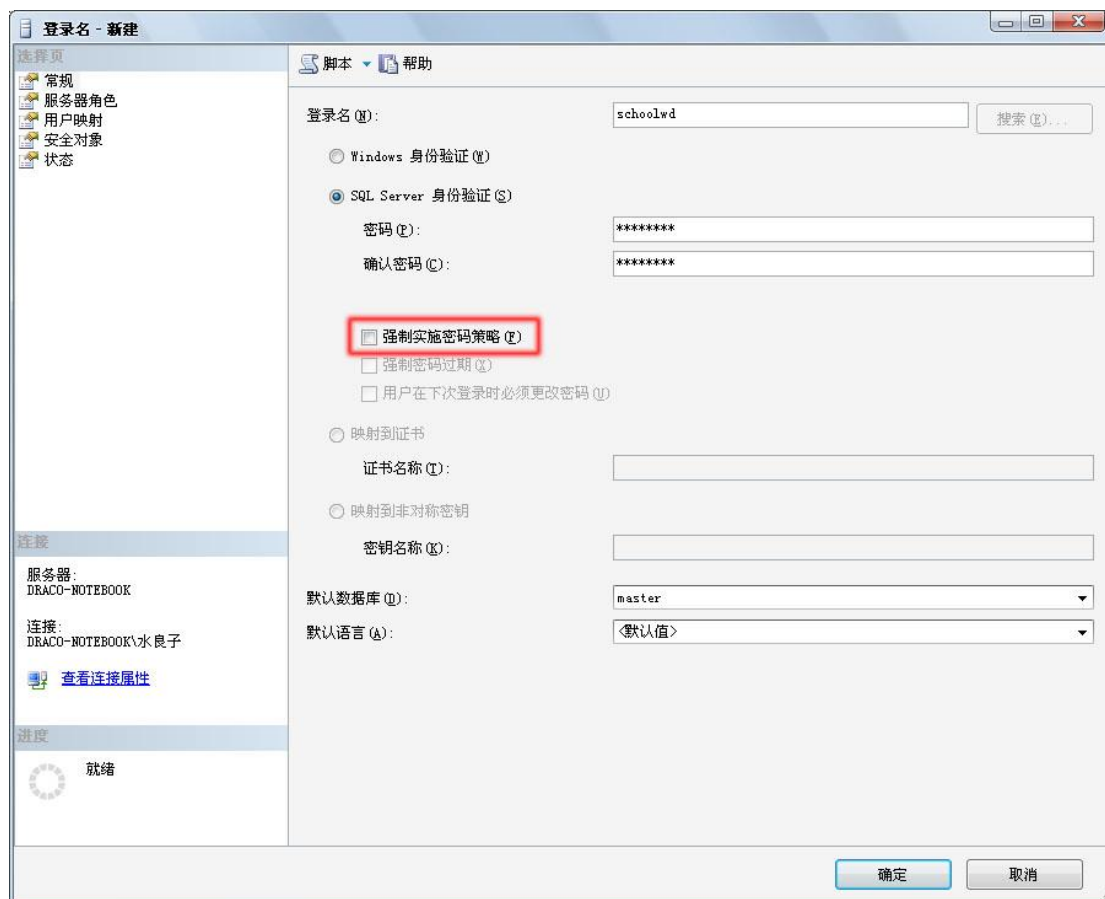 登录名 - 新建
选择页
常规
服务器角色
用户映射
安全对象
状态
连接
服务器:
DRACO-NOTEBOOK
连接:
DRACO-NOTEBOOK\水良子
查看连接属性
进度
就绪
脚本 帮助
登录名(N): schoolwd 搜索(E)...
Windows 身份验证(W)
SQL Server 身份验证(S)
密码(P): ********
确认密码(C): ********
强制实施密码策略(F)
强制密码过期(X)
用户在下次登录时必须更改密码(U)
映射到证书
证书名称(T):
映射到非对称密钥
密钥名称(K):
默认数据库(D): master
默认语言(A): <默认值>
确定 取消